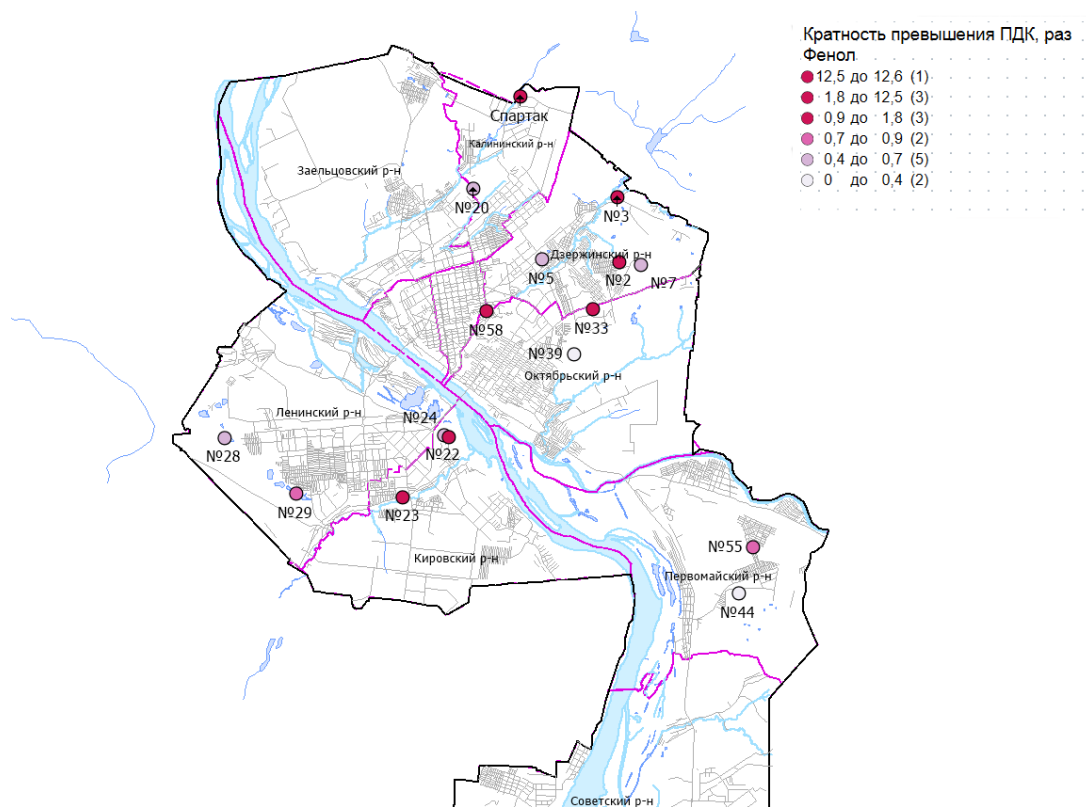 Кратность превышения ПДК, раз
Фенол
12,5 до 12,6 (1)
1,8 до 12,5 (3)
0,9 до 1,8 (3)
0,7 до 0,9 (2)
0,4 до 0,7 (5)
0 до 0,4 (2)
Спартак
Калининский р-н
Заельцовский р-н
№20
№3
Дзержинский р-н
№5
№2
№7
№58
№33
№39
Октябрьский р-н
Ленинский р-н
№24
№28
№22
№29
№23
№55
Кировский р-н
Первомайский р-н
№44
Советский р-н